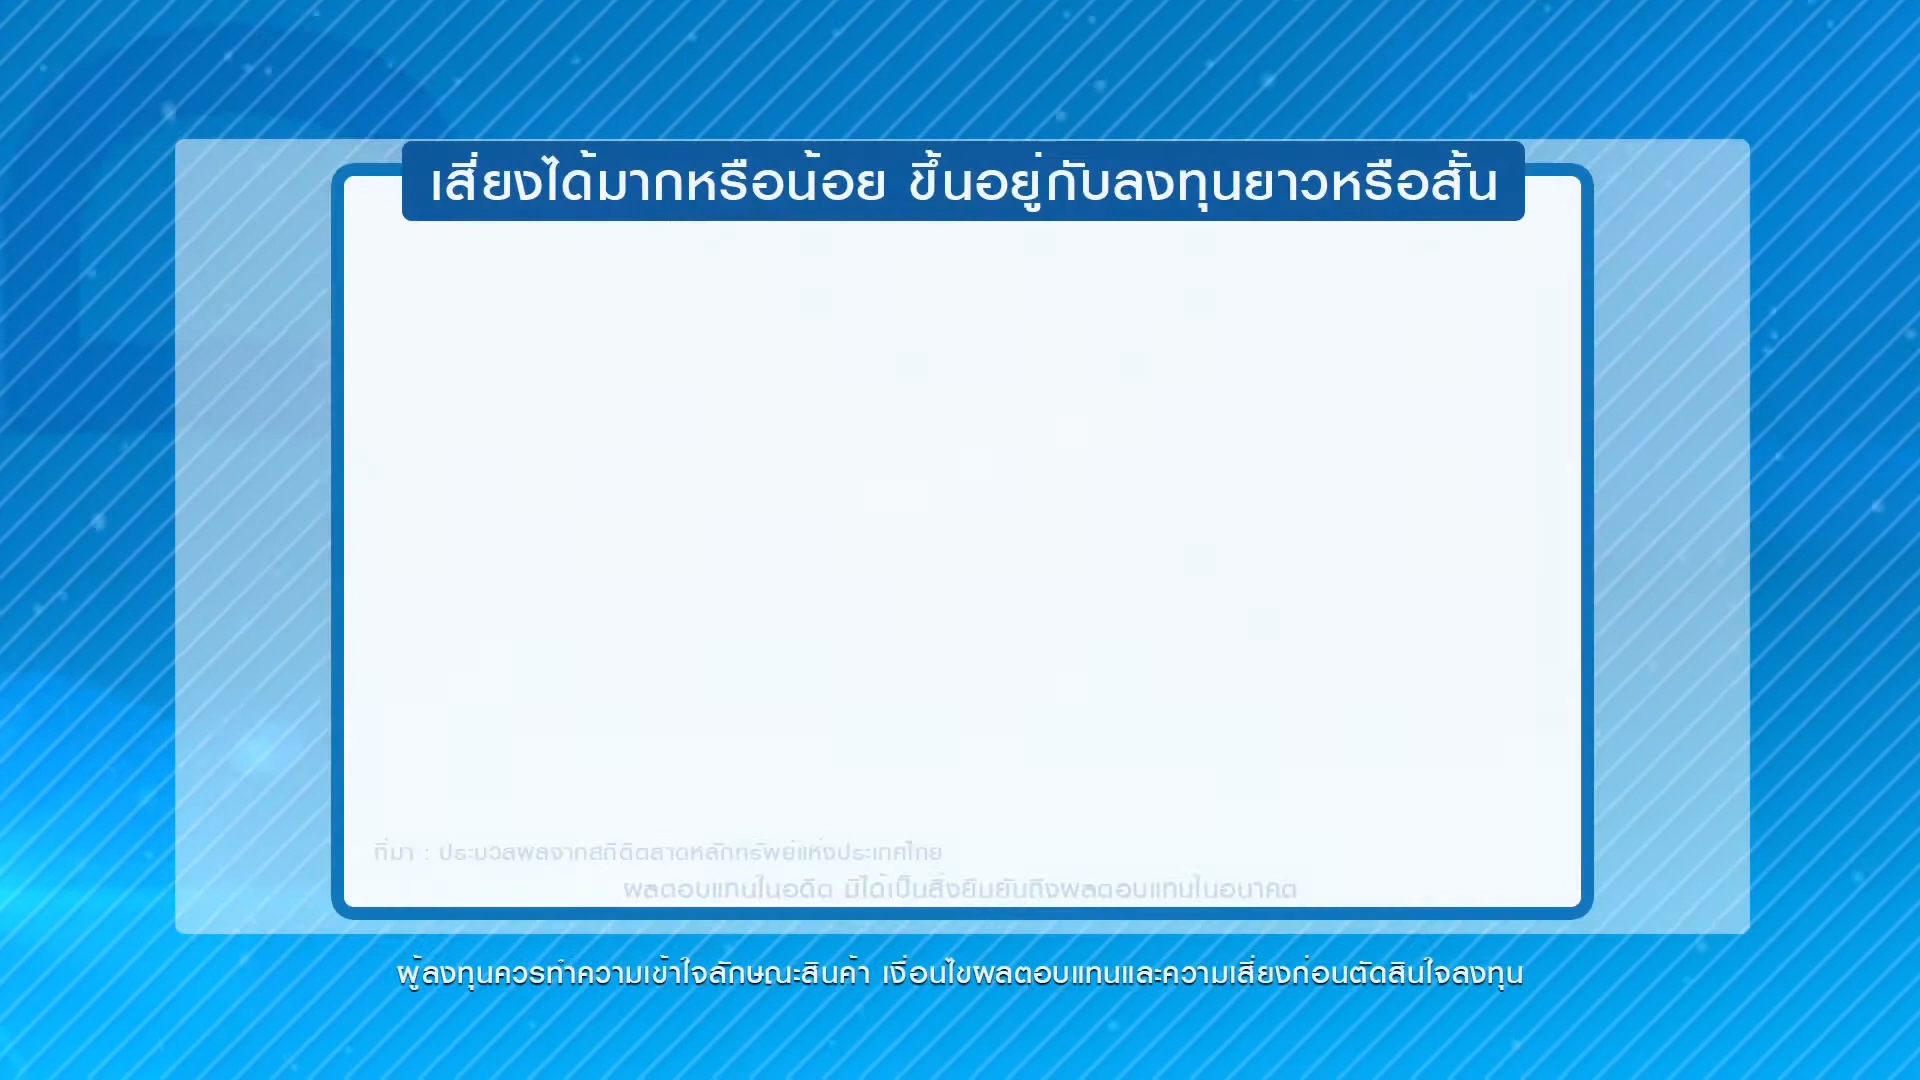 เสี่ยงได้มากหรือน้อย ขึ้นอยู่กับลงทุนยาวหรือสั้น
ที่มา : ประมวลผลจากสถิติตลาดหลักทรัพย์แห่งประเทศไทย
ผลตอบแทนในอดีต มิได้เป็นสิ่งยืนยันถึงผลตอบแทนในอนาคต
ผู้ลงทุนควรทำความเข้าใจลักษณะสินค้า เงื่อนไขผลตอบแทนและความเสี่ยงก่อนตัดสินใจลงทุน